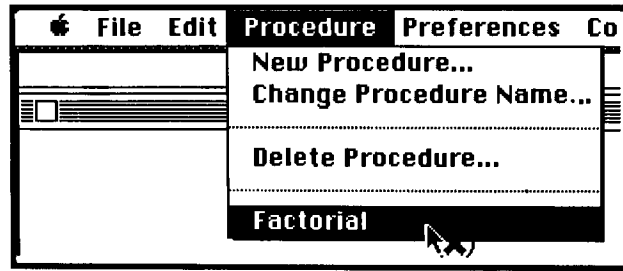 File Edit Procedure Preferences Co
New Procedure...
Change Procedure Name...
Delete Procedure...
Factorial